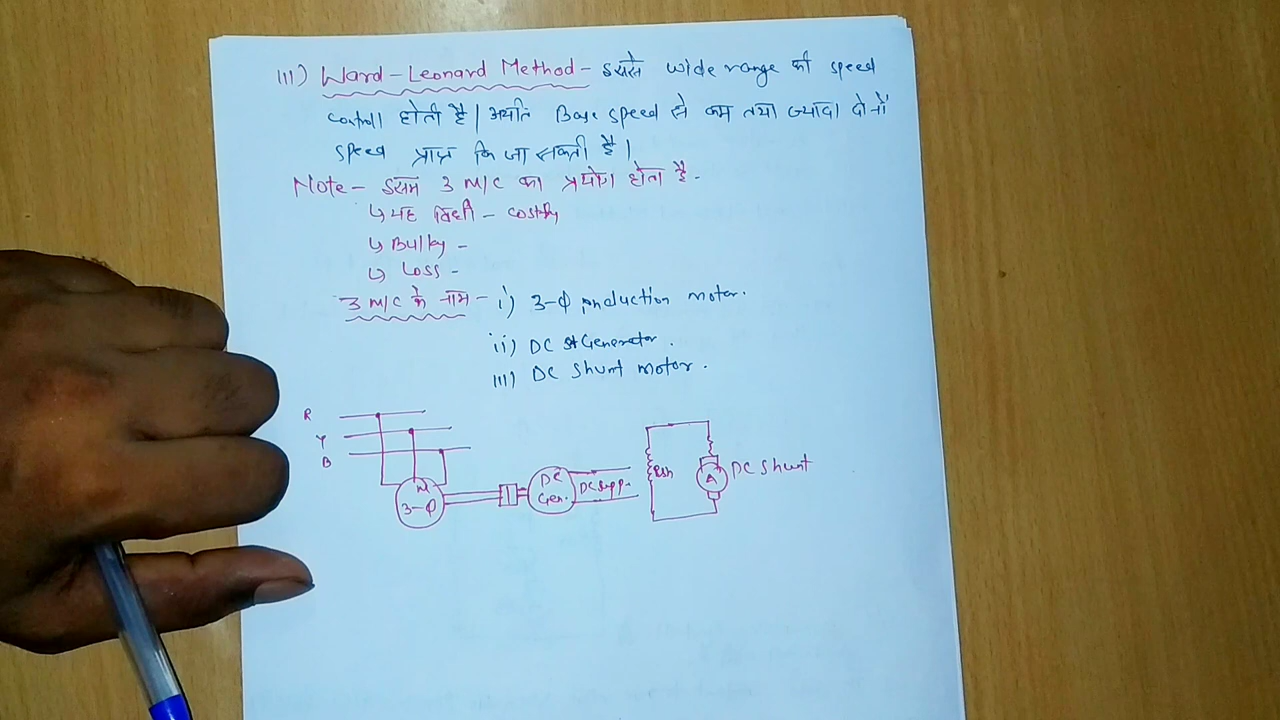 III) Ward-Leonard Method - इससे wide range की speed
control होती है| अर्थात Base speed से कम तथा ज्यादा दोनों
speed प्राप्त कि जा सकती है|
Note - इसमे 3 M/C का प्रयोग होता है.
↳ यह विधी - costly
↳ Bulky -
↳ Loss -
3 M/C के नाम - i) 3-Φ induction motor.
ii) DC Generator.
III) DC Shunt motor.
R
Y
B
M
3-Φ
DC
Gen.
DC supp.
Rsh
A
DC Shunt